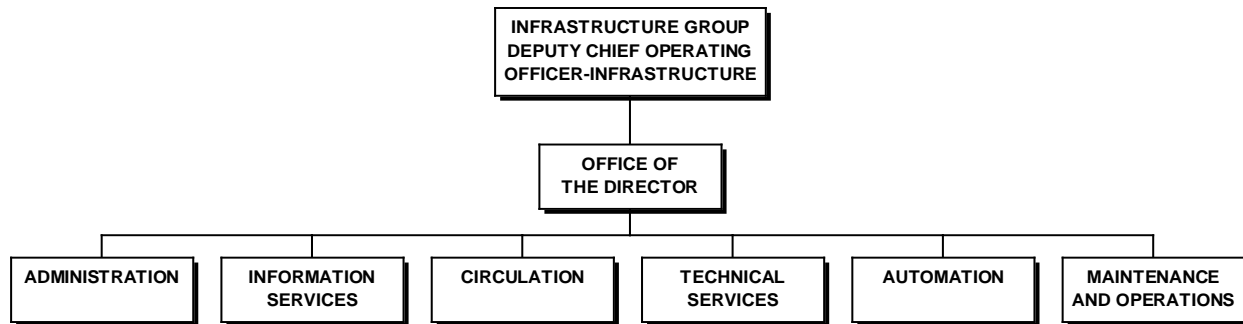 INFRASTRUCTURE GROUP
DEPUTY CHIEF OPERATING
OFFICER-INFRASTRUCTURE
OFFICE OF
THE DIRECTOR
ADMINISTRATION
INFORMATION
SERVICES
CIRCULATION
TECHNICAL
SERVICES
AUTOMATION
MAINTENANCE
AND OPERATIONS